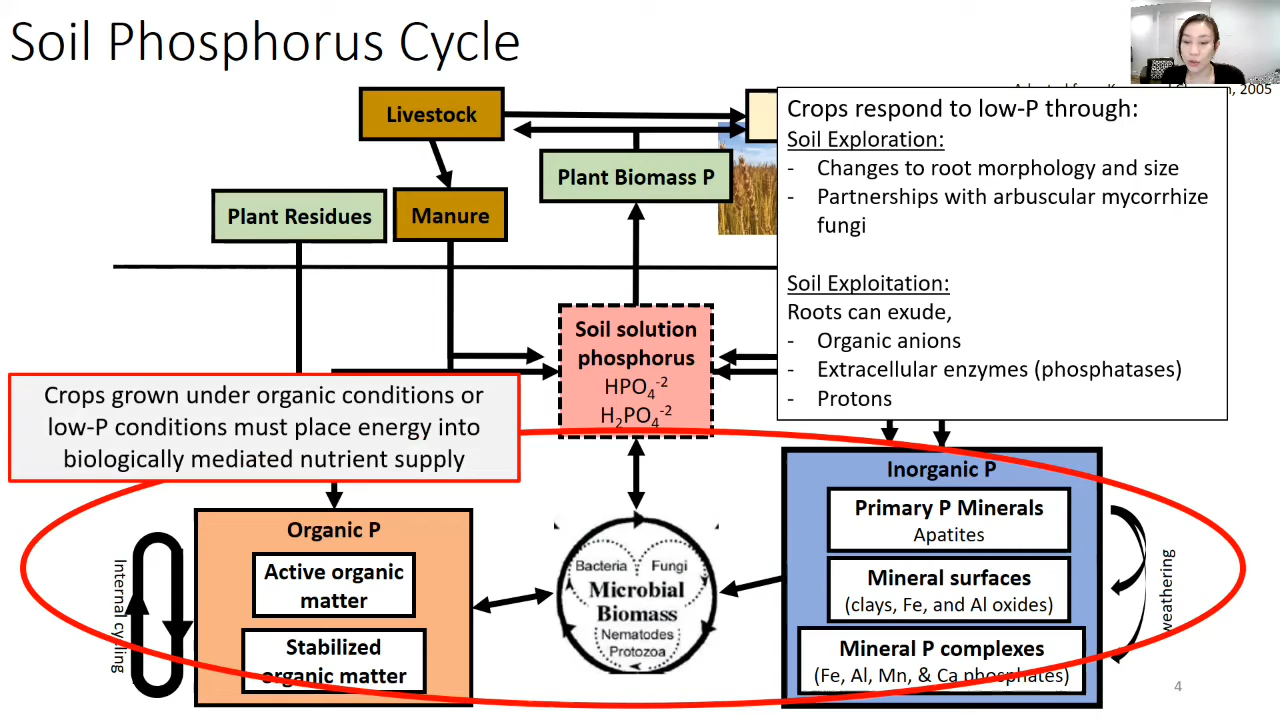 Soil Phosphorus Cycle
2005
Livestock
Crops respond to low-P through:
Soil Exploration:
- Changes to root morphology and size
- Partnerships with arbuscular mycorrhize
fungi
Soil Exploitation:
Roots can exude,
- Organic anions
- Extracellular enzymes (phosphatases)
- Protons
Plant Biomass P
Plant Residues
Manure
Soil solution
phosphorus
HPO₄⁻²
H₂PO₄⁻²
Crops grown under organic conditions or
low-P conditions must place energy into
biologically mediated nutrient supply
Organic P
Active organic
matter
Stabilized
organic matter
Internal cycling
Bacteria Fungi
Microbial
Biomass
Nematodes
Protozoa
Inorganic P
Primary P Minerals
Apatites
Mineral surfaces
(clays, Fe, and Al oxides)
Mineral P complexes
(Fe, Al, Mn, & Ca phosphates)
weathering
4